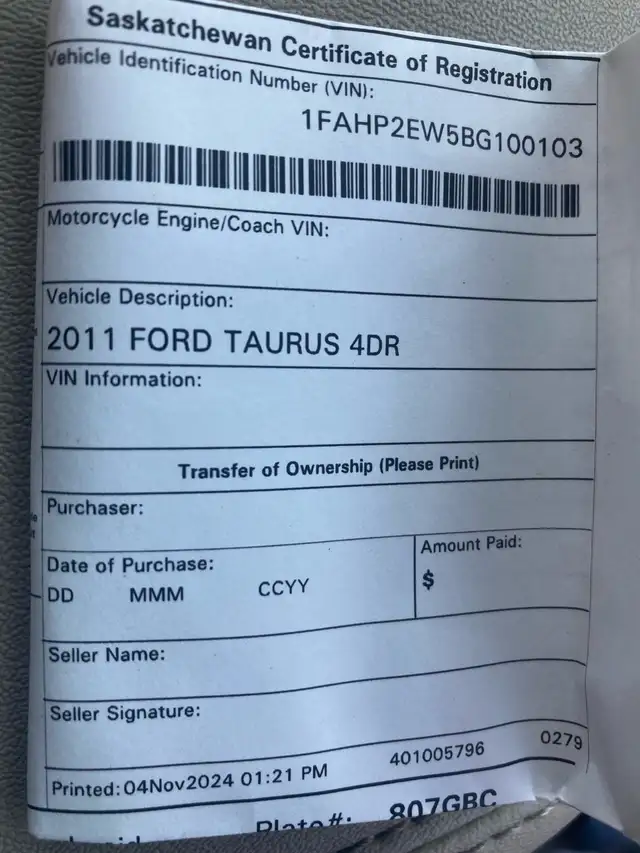 Saskatchewan Certificate of Registration
Vehicle Identification Number (VIN):
1FAHP2EW5BG100103
Motorcycle Engine/Coach VIN:
Vehicle Description:
2011 FORD TAURUS 4DR
VIN Information:
Transfer of Ownership (Please Print)
Purchaser:
Date of Purchase:
Amount Paid:
DD MMM CCYY
$
Seller Name:
Seller Signature:
Printed: 04Nov2024 01:21 PM 401005796 0279
Plate#: 807GBC